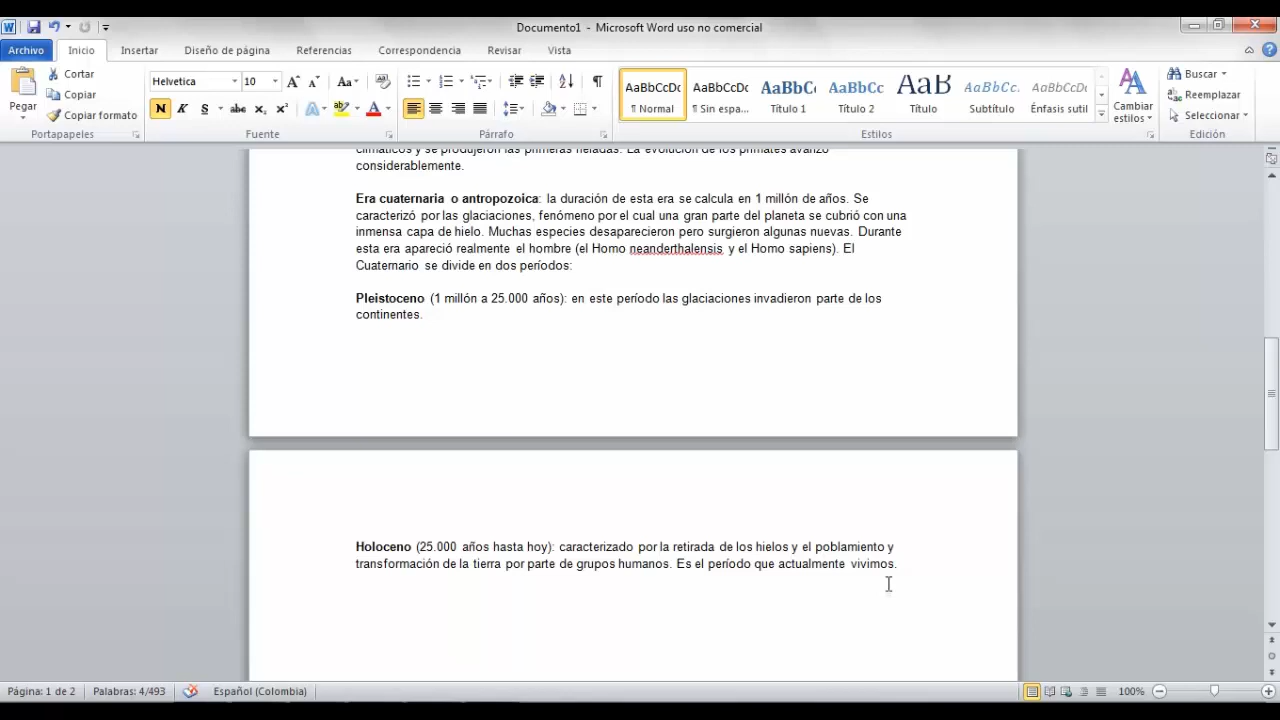 Documento1 - Microsoft Word uso no comercial
Archivo Inicio Insertar Diseño de página Referencias Correspondencia Revisar Vista
Pegar
Cortar
Copiar
Copiar formato
Portapapeles
Helvetica 10
Fuente
Párrafo
AaBbCcDc AaBbCcDc AaBbC AaBbCc AaB AaBbCc. AaBbCcDc
¶ Normal ¶ Sin espa... Título 1 Título 2 Título Subtítulo Énfasis sutil
Cambiar estilos
Estilos
Buscar
Reemplazar
Seleccionar
Edición
climáticos y se produjeron las primeras heladas. La evolución de los primates avanzó
considerablemente.
Era cuaternaria o antropozoica: la duración de esta era se calcula en 1 millón de años. Se
caracterizó por las glaciaciones, fenómeno por el cual una gran parte del planeta se cubrió con una
inmensa capa de hielo. Muchas especies desaparecieron pero surgieron algunas nuevas. Durante
esta era apareció realmente el hombre (el Homo neanderthalensis y el Homo sapiens). El
Cuaternario se divide en dos períodos:
Pleistoceno (1 millón a 25.000 años): en este período las glaciaciones invadieron parte de los
continentes.
Holoceno (25.000 años hasta hoy): caracterizado por la retirada de los hielos y el poblamiento y
transformación de la tierra por parte de grupos humanos. Es el período que actualmente vivimos.
Página: 1 de 2 Palabras: 4/493 Español (Colombia) 100%